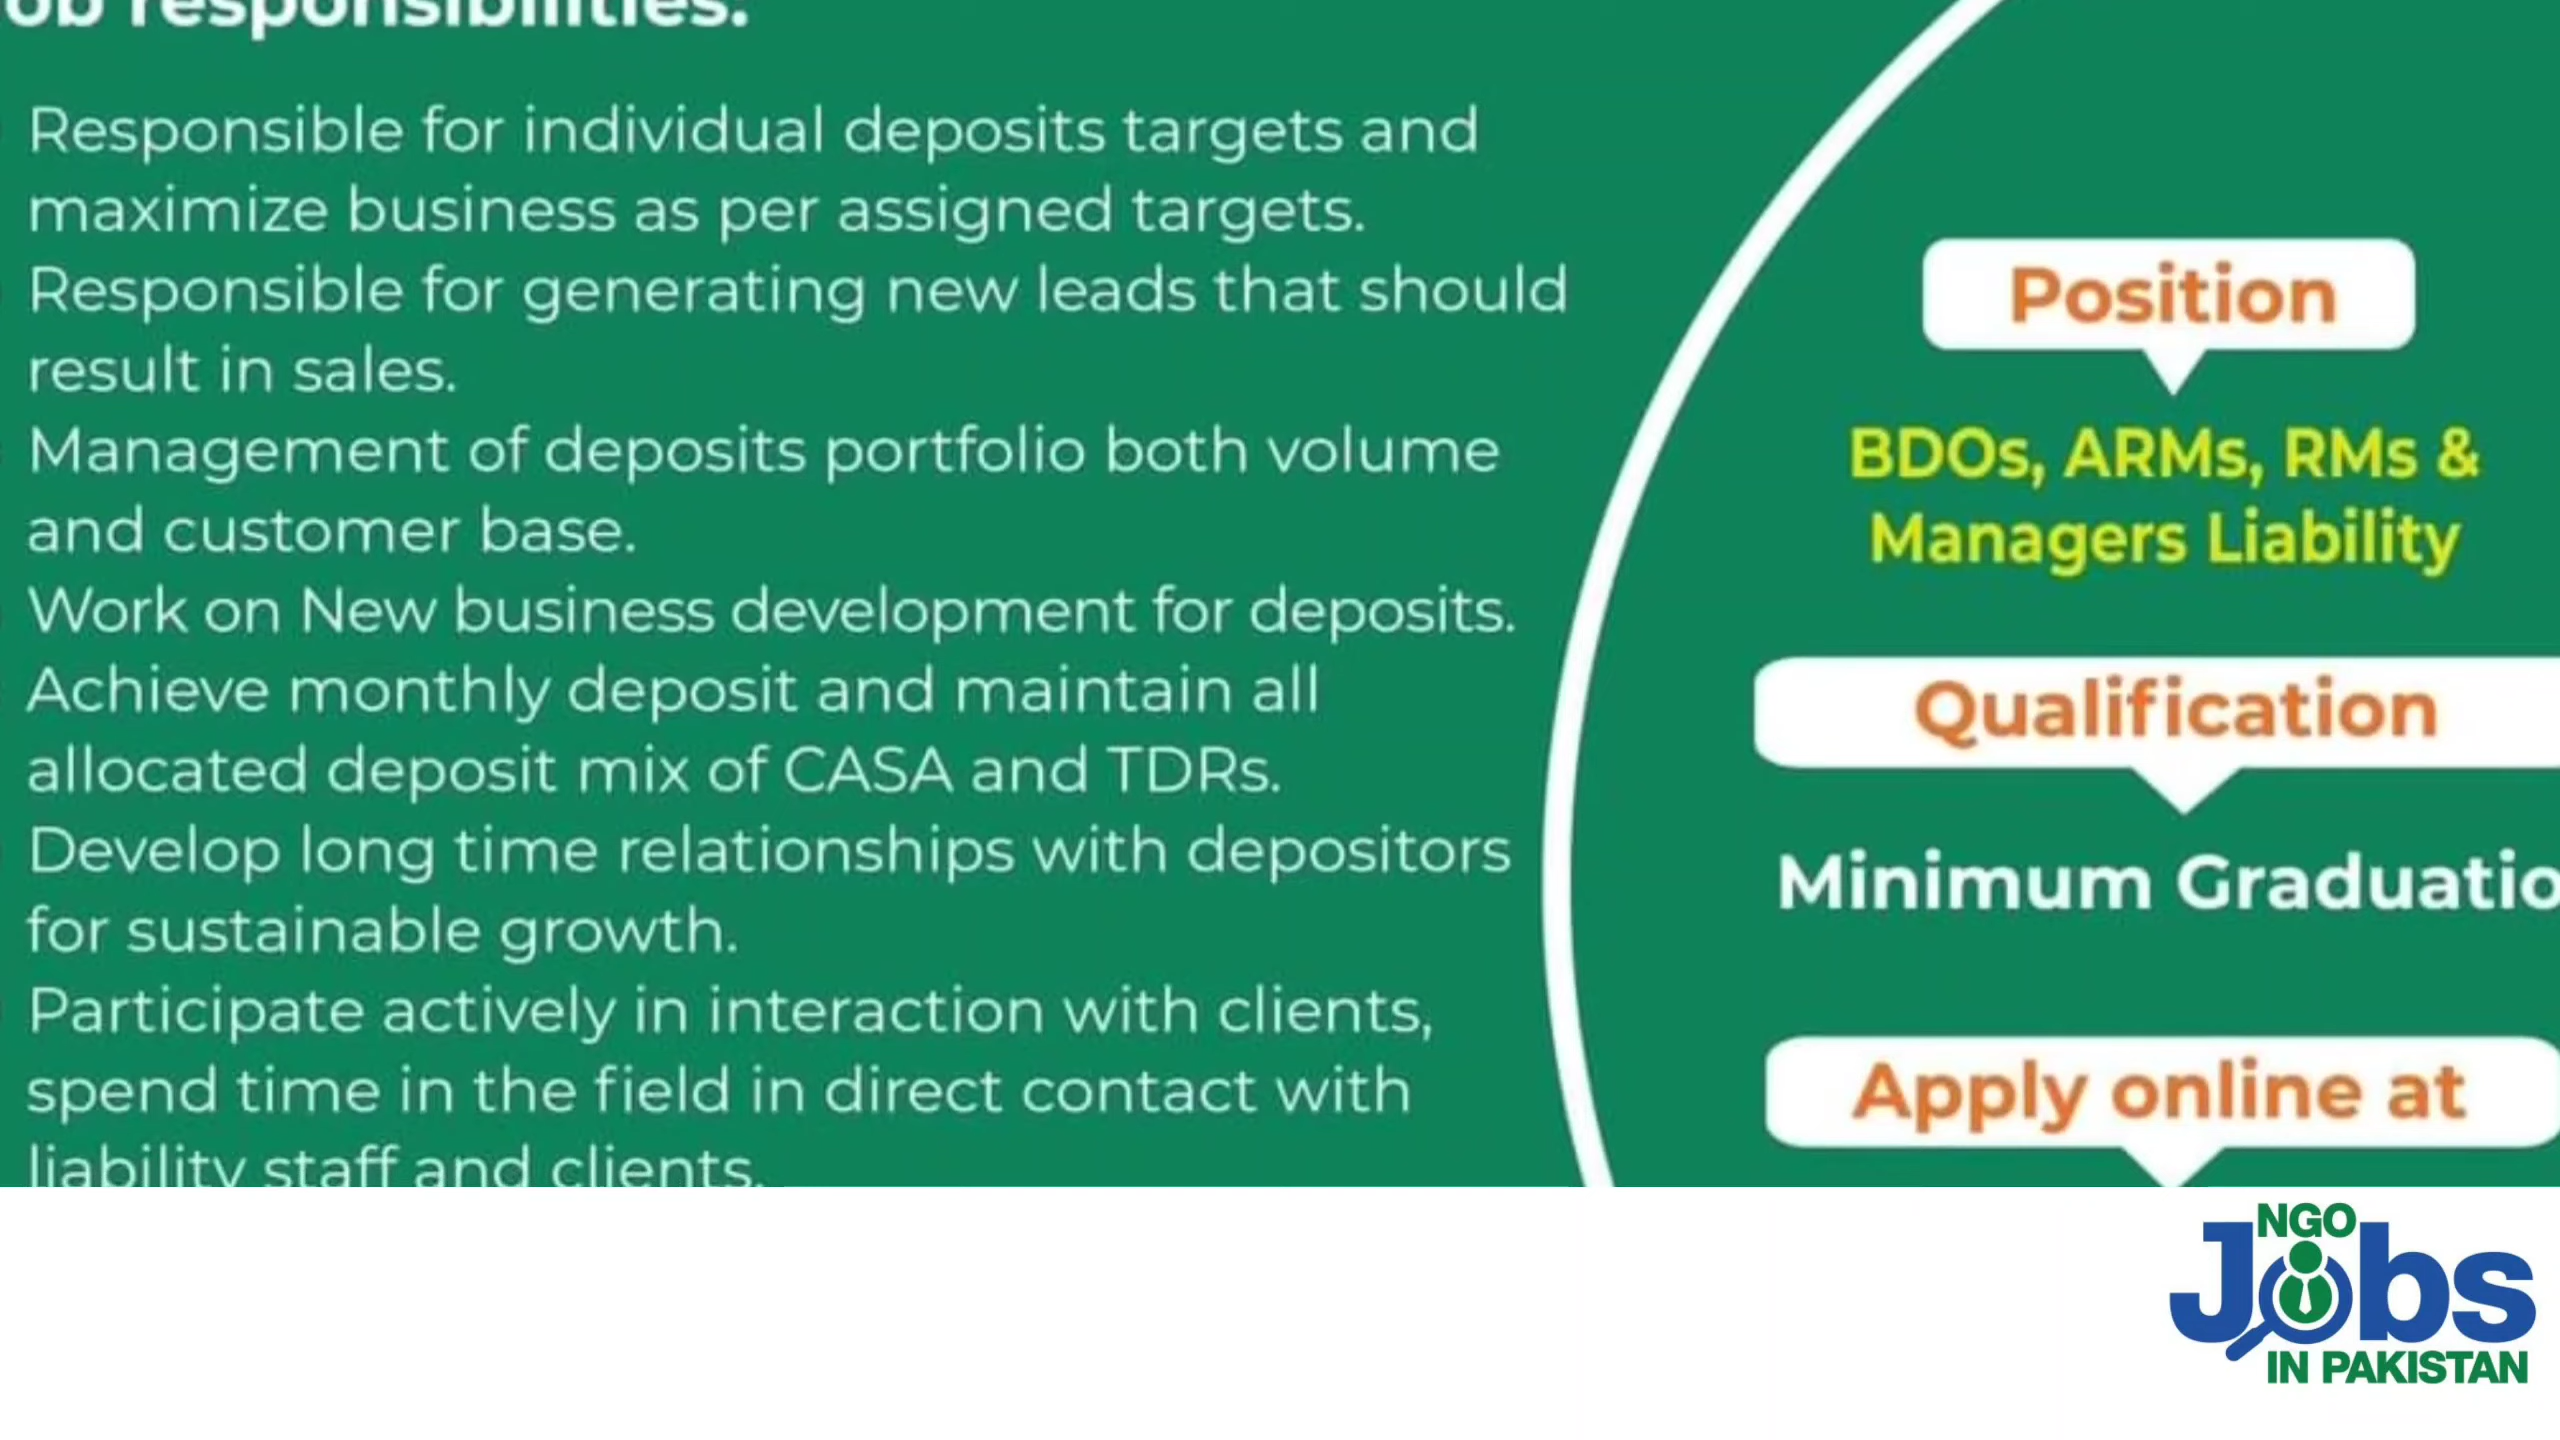 ob responsibilities:
Responsible for individual deposits targets and
maximize business as per assigned targets.
Responsible for generating new leads that should
result in sales.
Management of deposits portfolio both volume
and customer base.
Work on New business development for deposits.
Achieve monthly deposit and maintain all
allocated deposit mix of CASA and TDRs.
Develop long time relationships with depositors
for sustainable growth.
Participate actively in interaction with clients,
spend time in the field in direct contact with
liability staff and clients.
Position
BDOs, ARMs, RMs &
Managers Liability
Qualification
Minimum Graduatio
Apply online at
NGO
Jobs
IN PAKISTAN